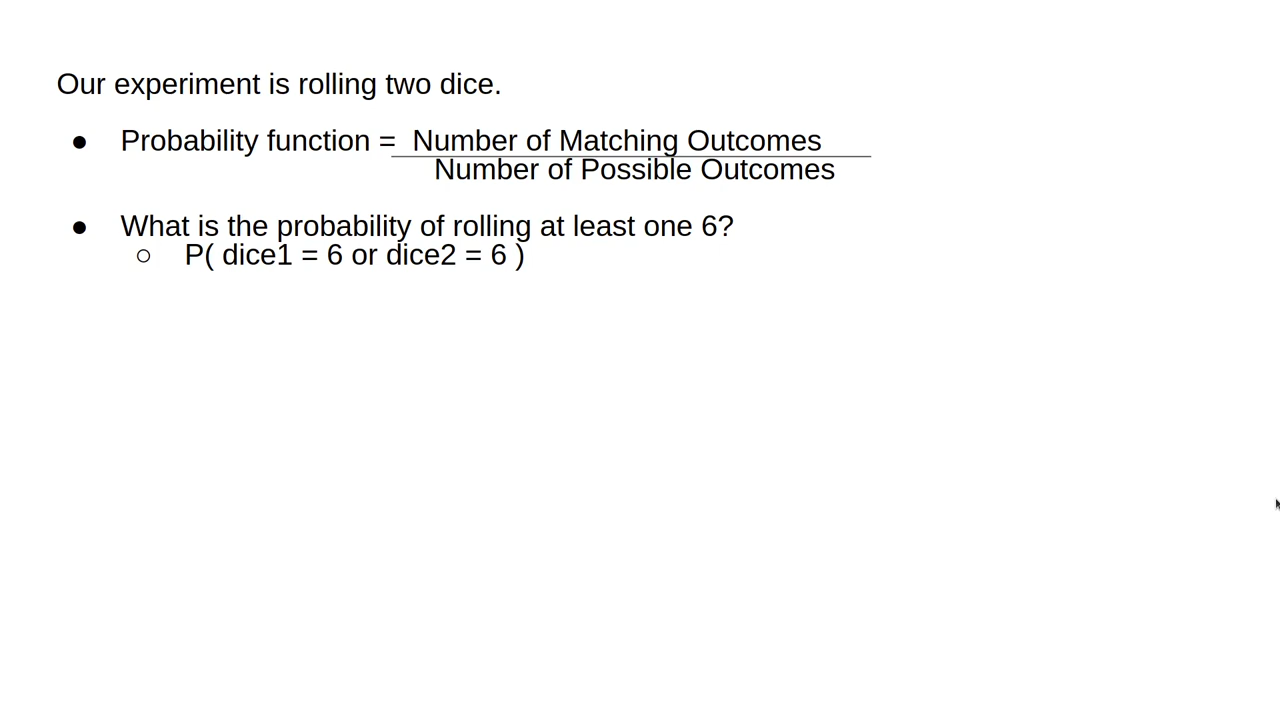 Our experiment is rolling two dice.
● Probability function = Number of Matching Outcomes
Number of Possible Outcomes
● What is the probability of rolling at least one 6?
○ P( dice1 = 6 or dice2 = 6 )